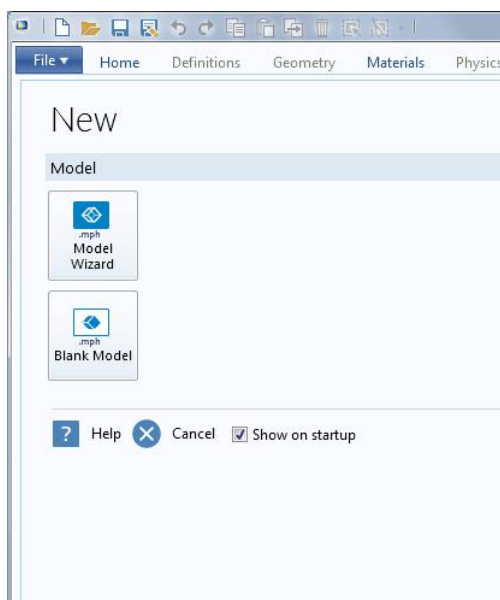 File Home Definitions Geometry Materials Physics
New
Model
.mph
Model
Wizard
.mph
Blank Model
? Help Cancel Show on startup